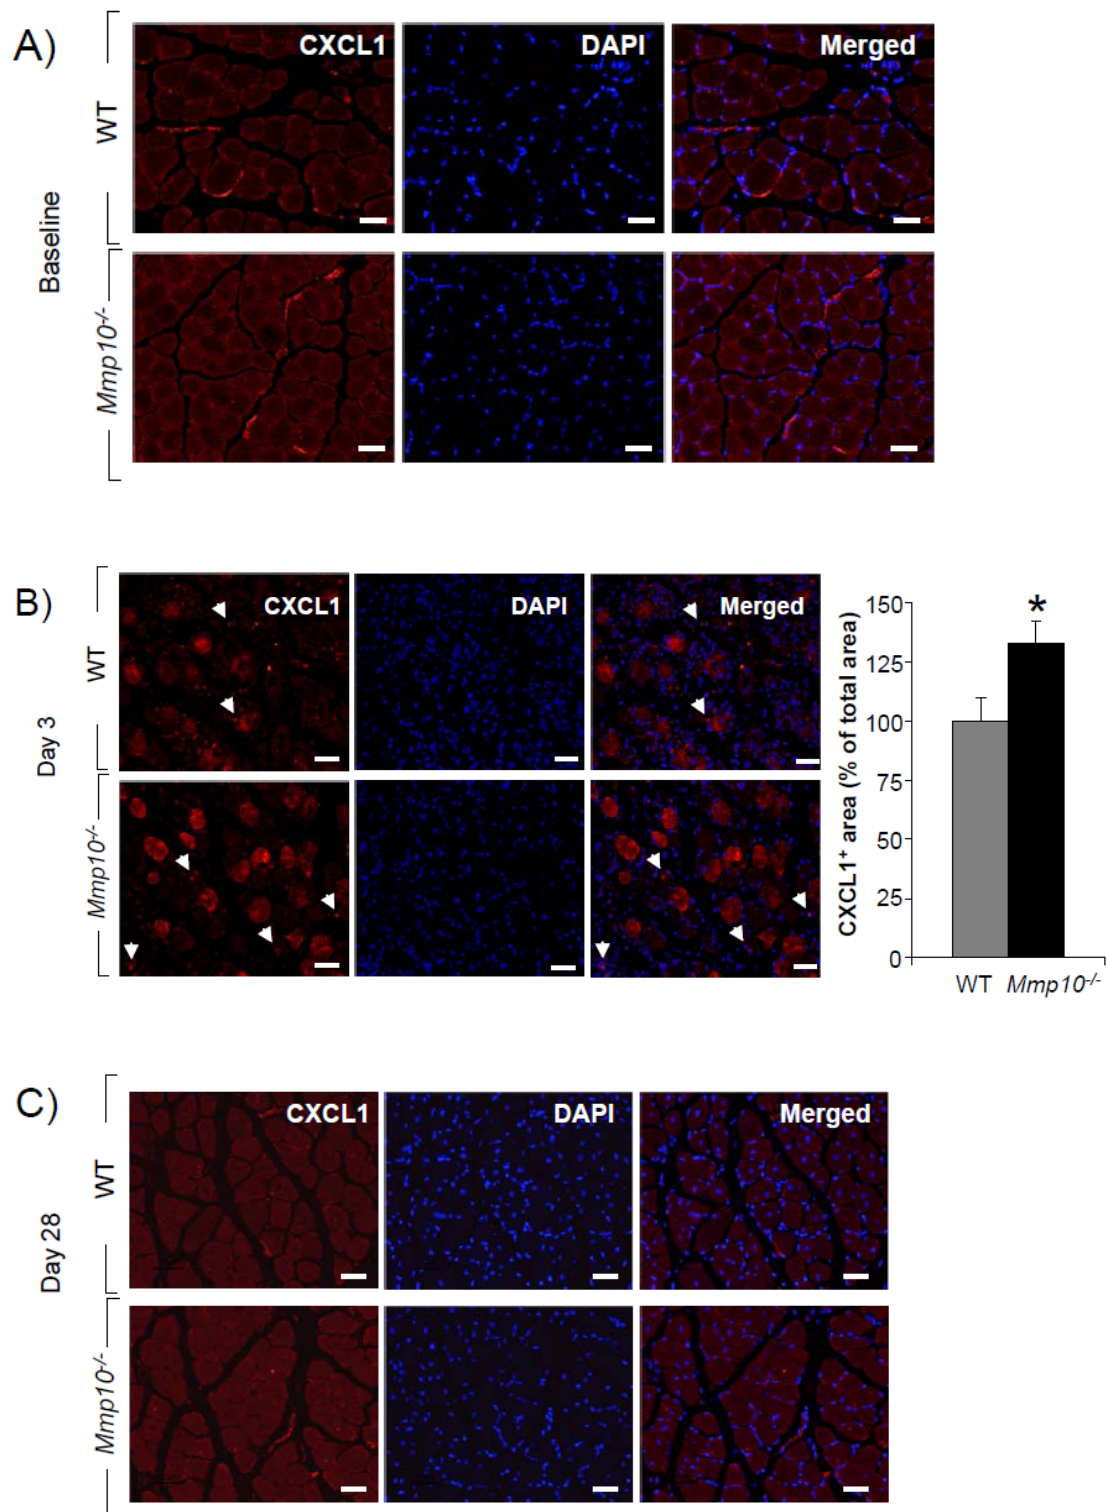 A)
CXCL1
DAPI
Merged
WT
Baseline
Mmp10-/-
B)
CXCL1
DAPI
Merged
WT
Day 3
Mmp10-/-
CXCL1+ area (% of total area)
150
125
100
75
50
25
0
*
WT
Mmp10-/-
C)
CXCL1
DAPI
Merged
WT
Day 28
Mmp10-/-